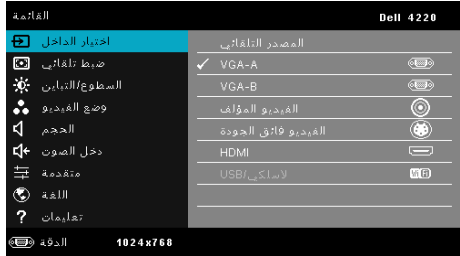 القائمة
Dell 4220
اختيار الداخل
ضبط تلقائي
السطوع/التباين
وضع الفيديو
الحجم
دخل الصوت
متقدمة
اللغة
تعليمات
المصدر التلقائي
VGA-A
VGA-B
الفيديو المؤلف
الفيديو فائق الجودة
HDMI
لاسلكي/USB
WiFi
الدقة 1024x768